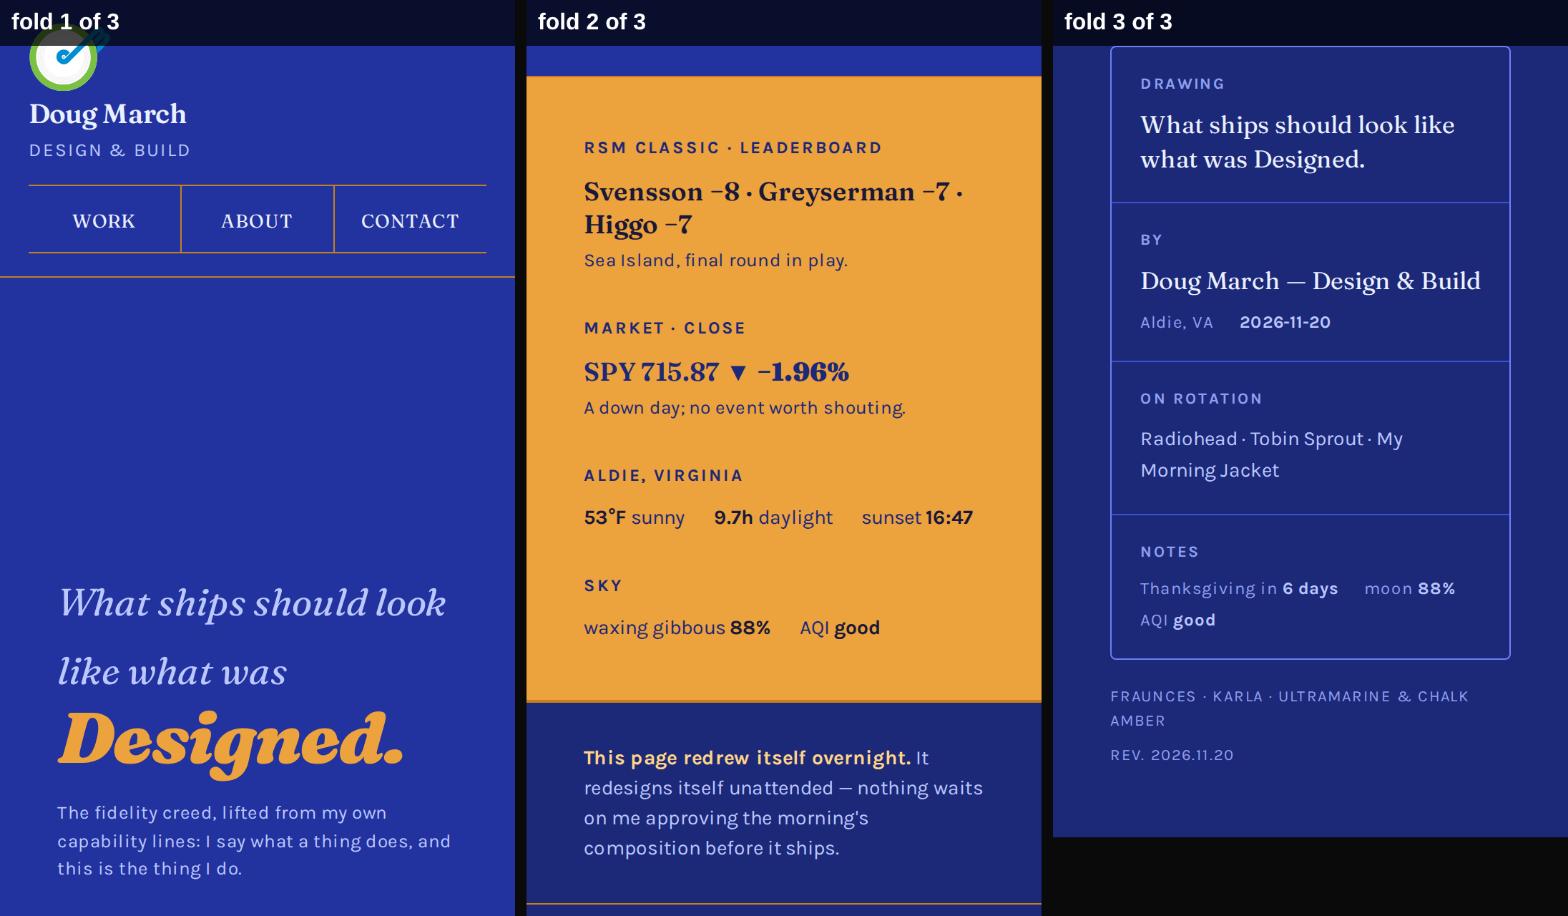 fold 1 of 3
Doug March
DESIGN & BUILD
WORK ABOUT CONTACT
What ships should look
like what was
Designed.
The fidelity creed, lifted from my own
capability lines: I say what a thing does, and
this is the thing I do.
fold 2 of 3
RSM CLASSIC · LEADERBOARD
Svensson −8 · Greyserman −7 ·
Higgo −7
Sea Island, final round in play.
MARKET · CLOSE
SPY 715.87 ▼ −1.96%
A down day; no event worth shouting.
ALDIE, VIRGINIA
53°F sunny 9.7h daylight sunset 16:47
SKY
waxing gibbous 88% AQI good
This page redrew itself overnight. It
redesigns itself unattended — nothing waits
on me approving the morning's
composition before it ships.
fold 3 of 3
DRAWING
What ships should look like
what was Designed.
BY
Doug March — Design & Build
Aldie, VA 2026-11-20
ON ROTATION
Radiohead · Tobin Sprout · My
Morning Jacket
NOTES
Thanksgiving in 6 days moon 88%
AQI good
FRAUNCES · KARLA · ULTRAMARINE & CHALK
AMBER
REV. 2026.11.20